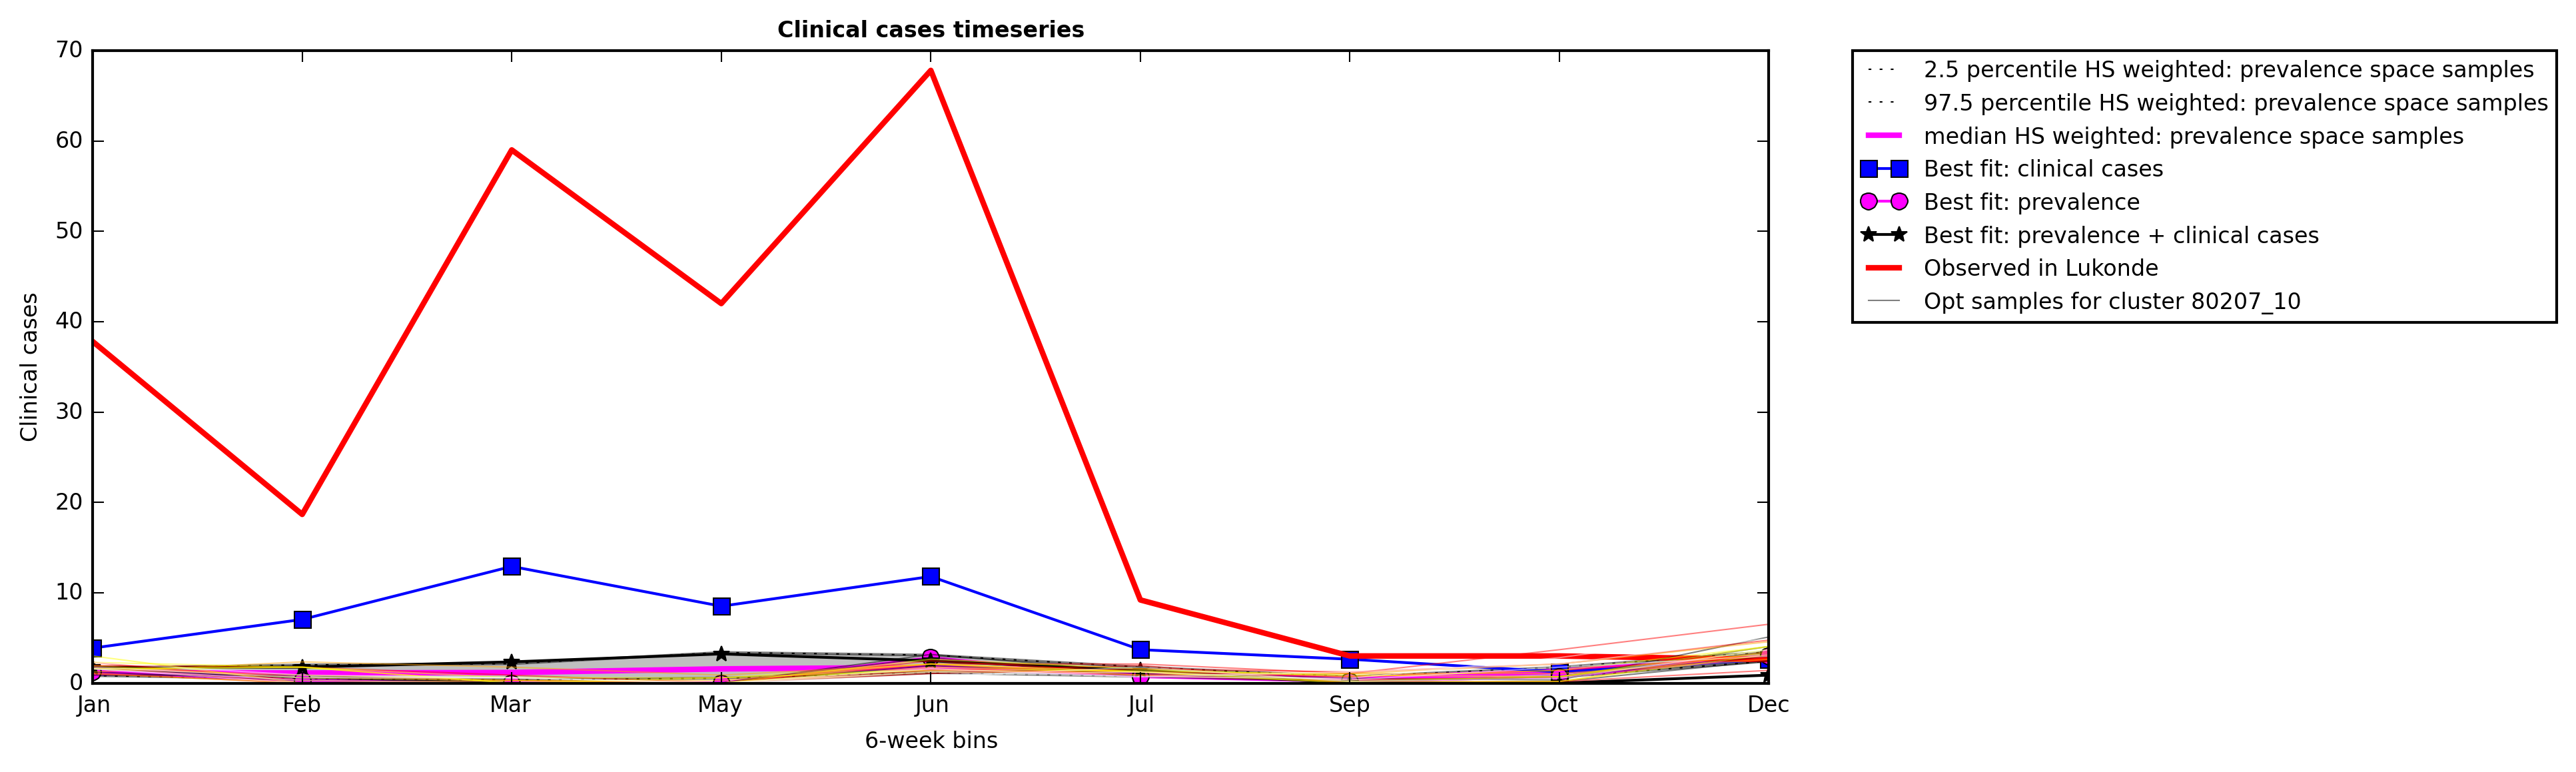 Clinical cases timeseries
70
60
50
40
30
20
10
0
Clinical cases
Jan Feb Mar May Jun Jul Sep Oct Dec
6-week bins
2.5 percentile HS weighted: prevalence space samples
97.5 percentile HS weighted: prevalence space samples
median HS weighted: prevalence space samples
Best fit: clinical cases
Best fit: prevalence
Best fit: prevalence + clinical cases
Observed in Lukonde
Opt samples for cluster 80207_10